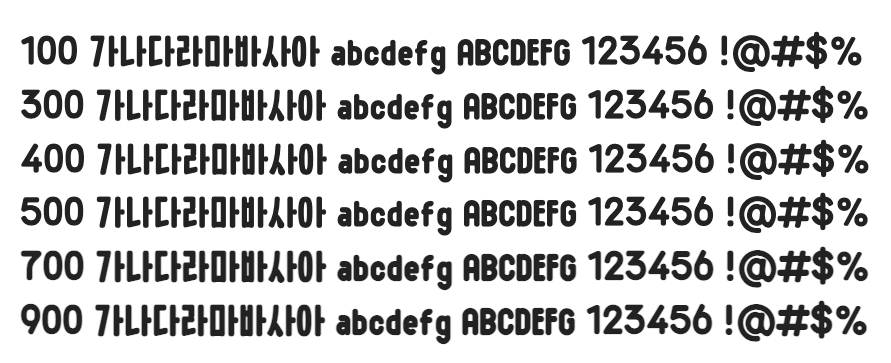 100 가나다라마바사아 abcdefg ABCDEFG 123456 !@#$%
300 가나다라마바사아 abcdefg ABCDEFG 123456 !@#$%
400 가나다라마바사아 abcdefg ABCDEFG 123456 !@#$%
500 가나다라마바사아 abcdefg ABCDEFG 123456 !@#$%
700 가나다라마바사아 abcdefg ABCDEFG 123456 !@#$%
900 가나다라마바사아 abcdefg ABCDEFG 123456 !@#$%